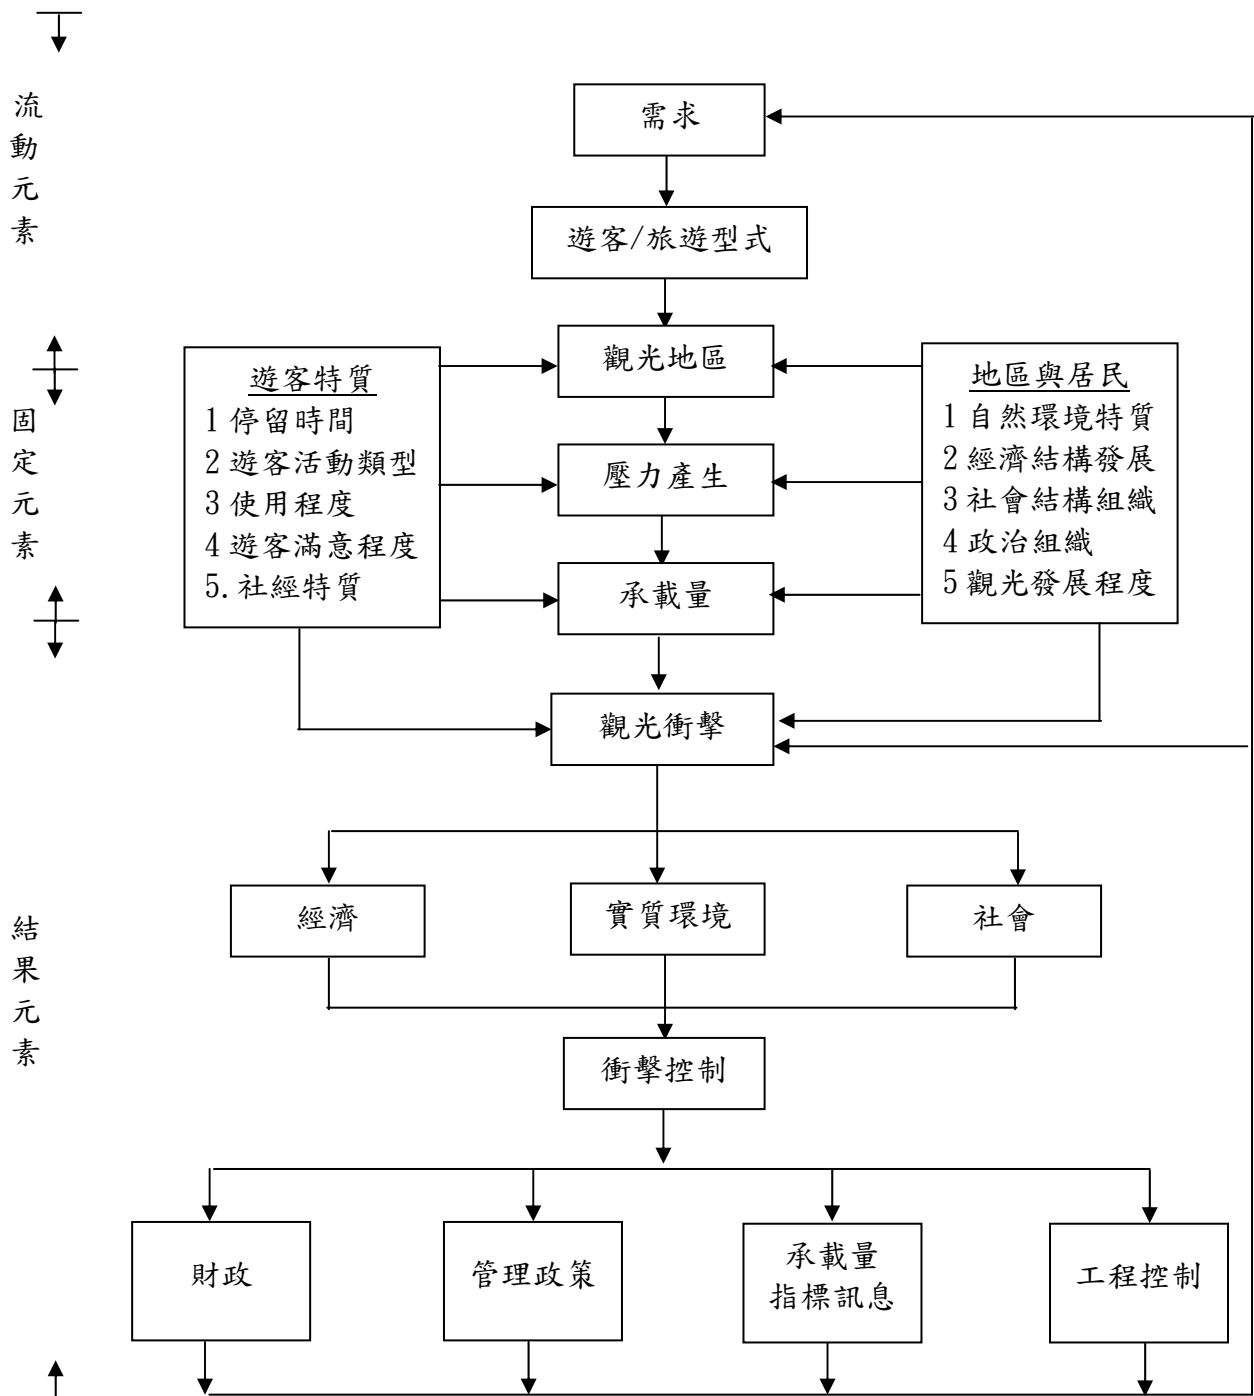 流
動
元
素
需求
遊客/旅遊型式
觀光地區
遊客特質
1 停留時間
2 遊客活動類型
3 使用程度
4 遊客滿意程度
5.社經特質
地區與居民
1 自然環境特質
2 經濟結構發展
3 社會結構組織
4 政治組織
5 觀光發展程度
固
定
元
素
壓力產生
承載量
觀光衝擊
結
果
元
素
經濟
實質環境
社會
衝擊控制
財政
管理政策
承載量
指標訊息
工程控制